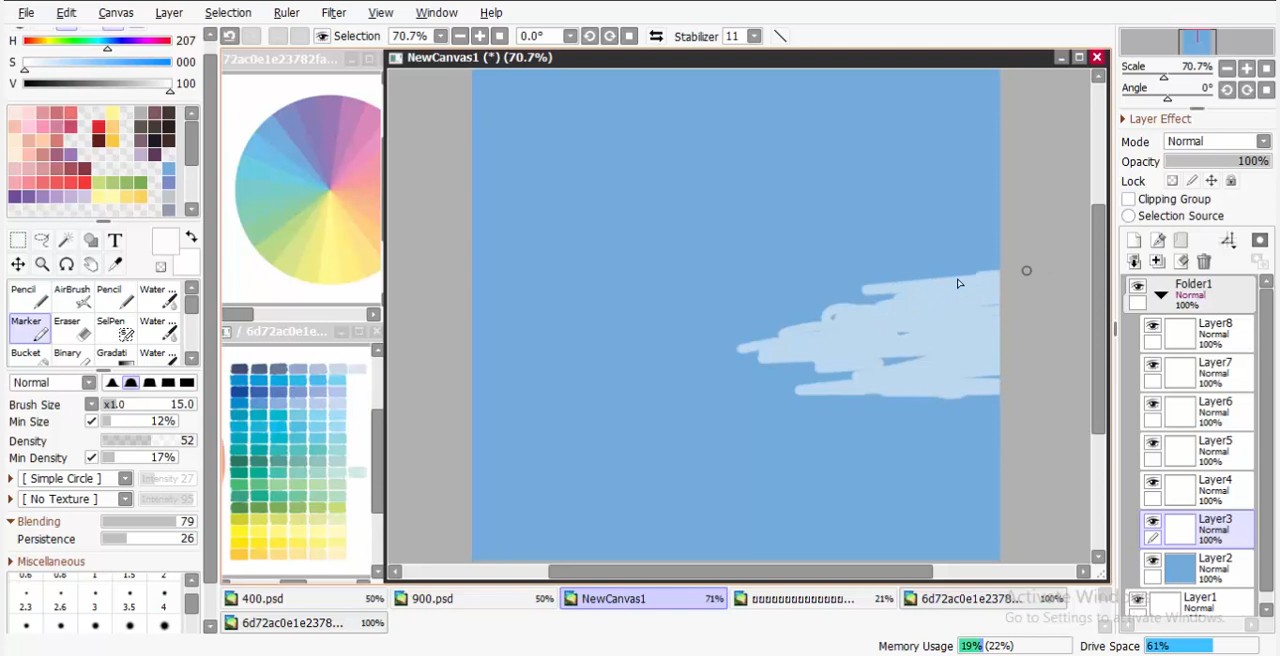 File Edit Canvas Layer Selection Ruler Filter View Window Help
H 207
S 000
V 100
Selection 70.7% 0.0° Stabilizer 11
72ac0e1e23782fa...
NewCanvas1 (*) (70.7%)
/ 6d72ac0e1e...
T
Pencil AirBrush Pencil Water ...
Marker Eraser SelPen Water ...
Bucket Binary Gradati Water ...
Normal
Brush Size x1.0 15.0
Min Size 12%
Density 52
Min Density 17%
[ Simple Circle ] Intensity 27
[ No Texture ] Intensity 95
Blending 79
Persistence 26
Miscellaneous
0.6 0.8 1 1.5 2
2.3 2.6 3 3.5 4
Scale 70.7%
Angle 0°
Layer Effect
Mode Normal
Opacity 100%
Lock
Clipping Group
Selection Source
Folder1
Normal
100%
Layer8
Normal
100%
Layer7
Normal
100%
Layer6
Normal
100%
Layer5
Normal
100%
Layer4
Normal
100%
Layer3
Normal
100%
Layer2
Normal
100%
Layer1
Normal
400.psd 50% 900.psd 50% NewCanvas1 71% ... 21% 6d72ac0e1e2378... 100%
6d72ac0e1e2378... 100%
Activate Windows
Go to Settings to activate Windows.
Memory Usage 19% (22%) Drive Space 61%